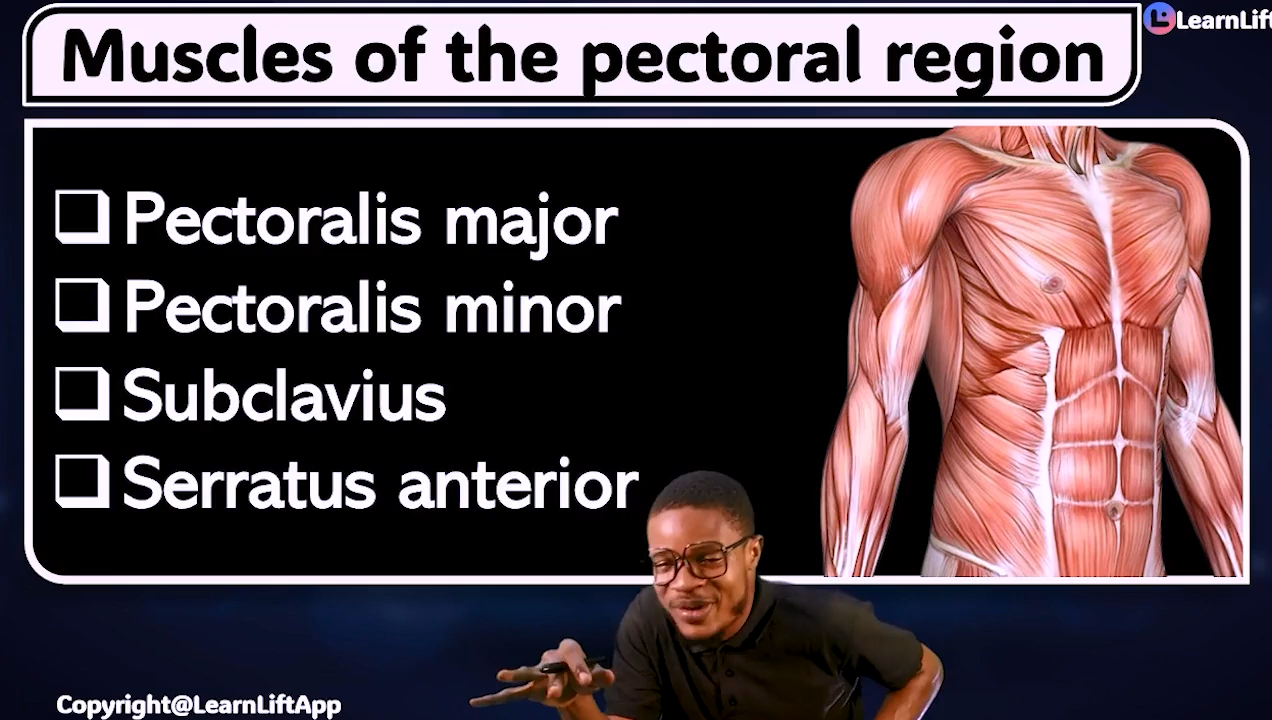 Muscles of the pectoral region
LearnLift
Pectoralis major
Pectoralis minor
Subclavius
Serratus anterior
Copyright@LearnLiftApp